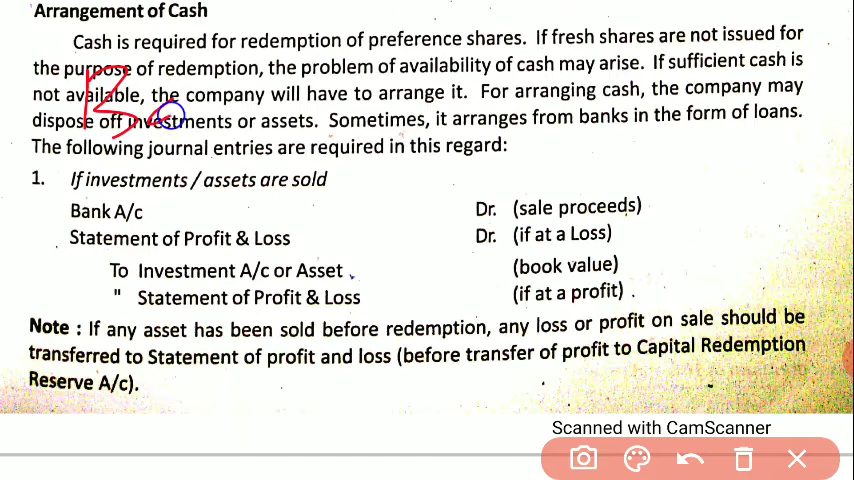 Arrangement of Cash
Cash is required for redemption of preference shares. If fresh shares are not issued for
the purpose of redemption, the problem of availability of cash may arise. If sufficient cash is
not available, the company will have to arrange it. For arranging cash, the company may
dispose off investments or assets. Sometimes, it arranges from banks in the form of loans.
The following journal entries are required in this regard:
1. If investments / assets are sold
Bank A/c Dr. (sale proceeds)
Statement of Profit & Loss Dr. (if at a Loss)
To Investment A/c or Asset (book value)
" Statement of Profit & Loss (if at a profit)
Note : If any asset has been sold before redemption, any loss or profit on sale should be
transferred to Statement of profit and loss (before transfer of profit to Capital Redemption
Reserve A/c).
Scanned with CamScanner